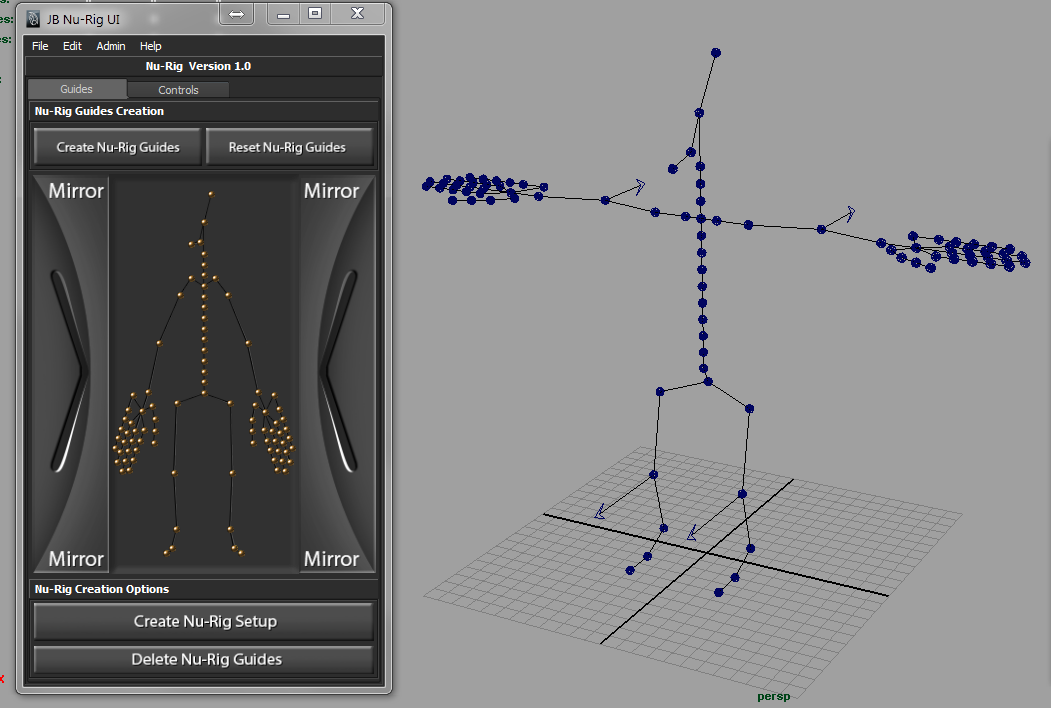 JB Nu-Rig UI
File Edit Admin Help
Nu-Rig Version 1.0
Guides Controls
Nu-Rig Guides Creation
Create Nu-Rig Guides Reset Nu-Rig Guides
Mirror Mirror
Mirror Mirror
Nu-Rig Creation Options
Create Nu-Rig Setup
Delete Nu-Rig Guides
persp